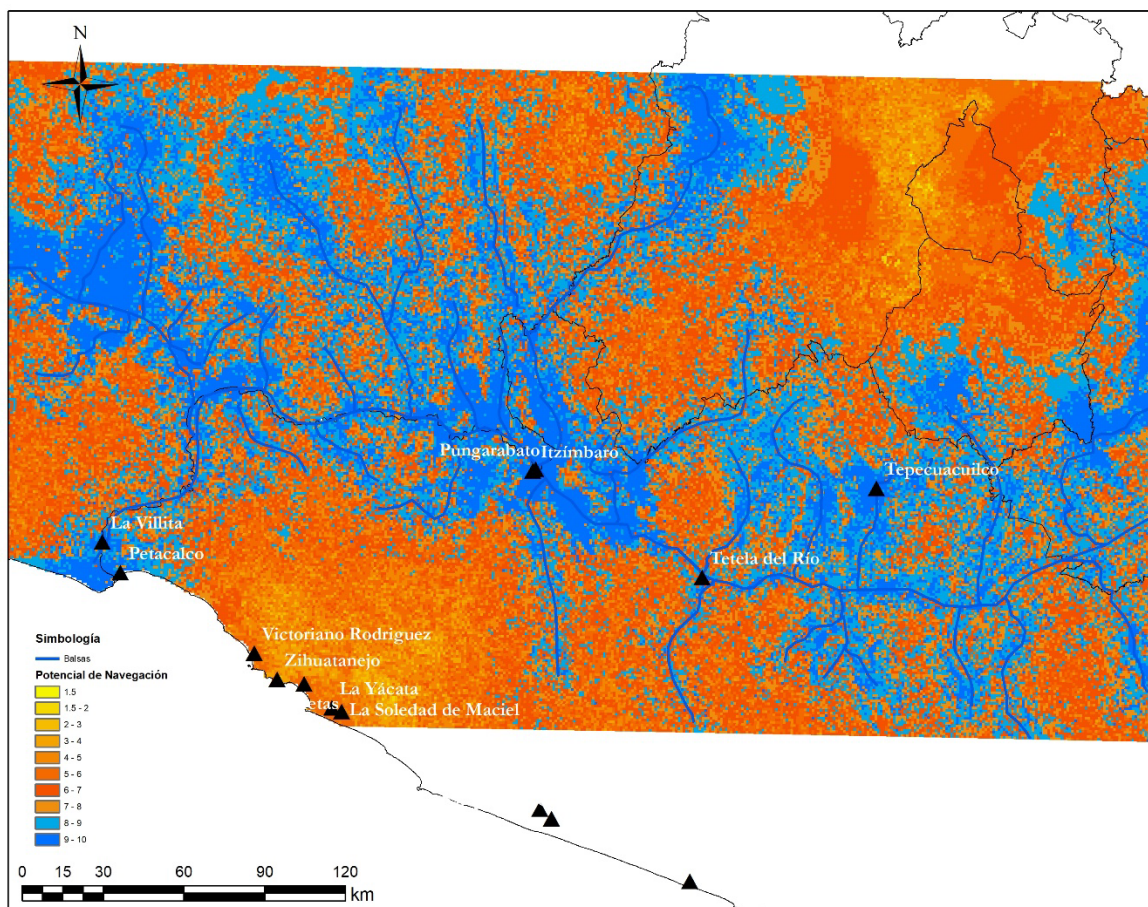 N
Pungarabato Itzímbaro
Tepecuacuilco
La Villita
Petacalco
Tetela del Río
Victoriano Rodriguez
Zihuatanejo
La Yácata
etas
La Soledad de Maciel
Simbología
Balsas
Potencial de Navegación
1.5
1.5 - 2
2 - 3
3 - 4
4 - 5
5 - 6
6 - 7
7 - 8
8 - 9
9 - 10
0 15 30 60 90 120
km